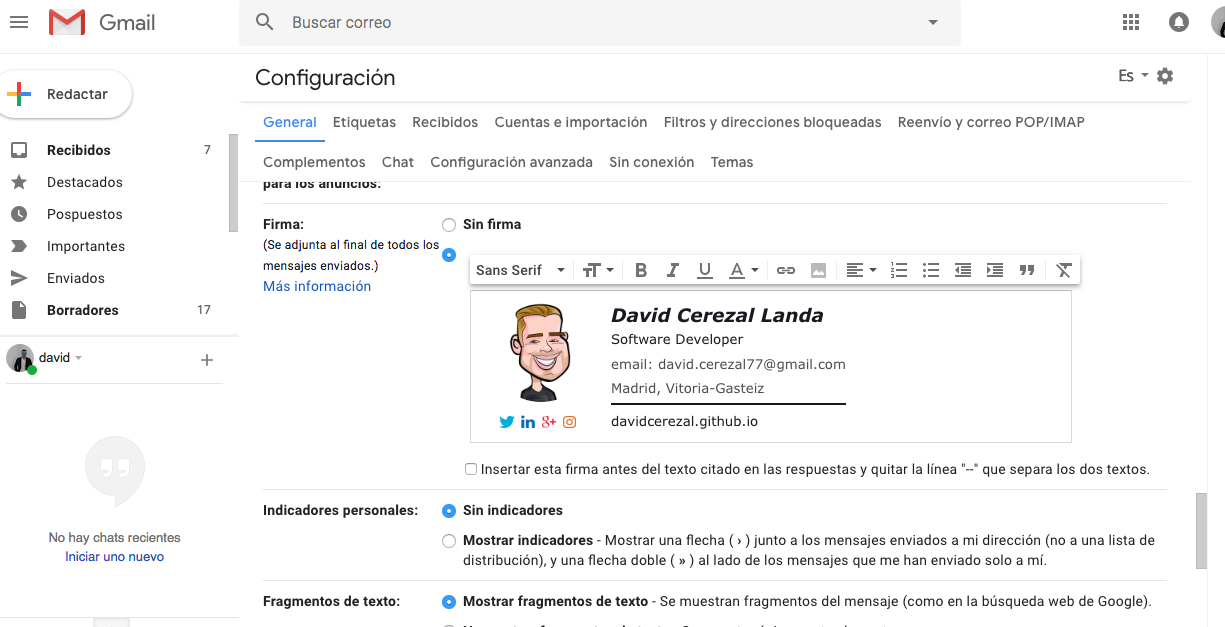 Gmail
Buscar correo
Redactar
Recibidos 7
Destacados
Pospuestos
Importantes
Enviados
Borradores 17
david
No hay chats recientes
Iniciar uno nuevo
Configuración
Es
General Etiquetas Recibidos Cuentas e importación Filtros y direcciones bloqueadas Reenvío y correo POP/IMAP
Complementos Chat Configuración avanzada Sin conexión Temas
para los anuncios:
Firma:
(Se adjunta al final de todos los
mensajes enviados.)
Más información
Sin firma
Sans Serif
David Cerezal Landa
Software Developer
email: david.cerezal77@gmail.com
Madrid, Vitoria-Gasteiz
davidcerezal.github.io
Insertar esta firma antes del texto citado en las respuestas y quitar la línea "--" que separa los dos textos.
Indicadores personales:
Sin indicadores
Mostrar indicadores - Mostrar una flecha ( › ) junto a los mensajes enviados a mi dirección (no a una lista de
distribución), y una flecha doble ( » ) al lado de los mensajes que me han enviado solo a mí.
Fragmentos de texto:
Mostrar fragmentos de texto - Se muestran fragmentos del mensaje (como en la búsqueda web de Google).